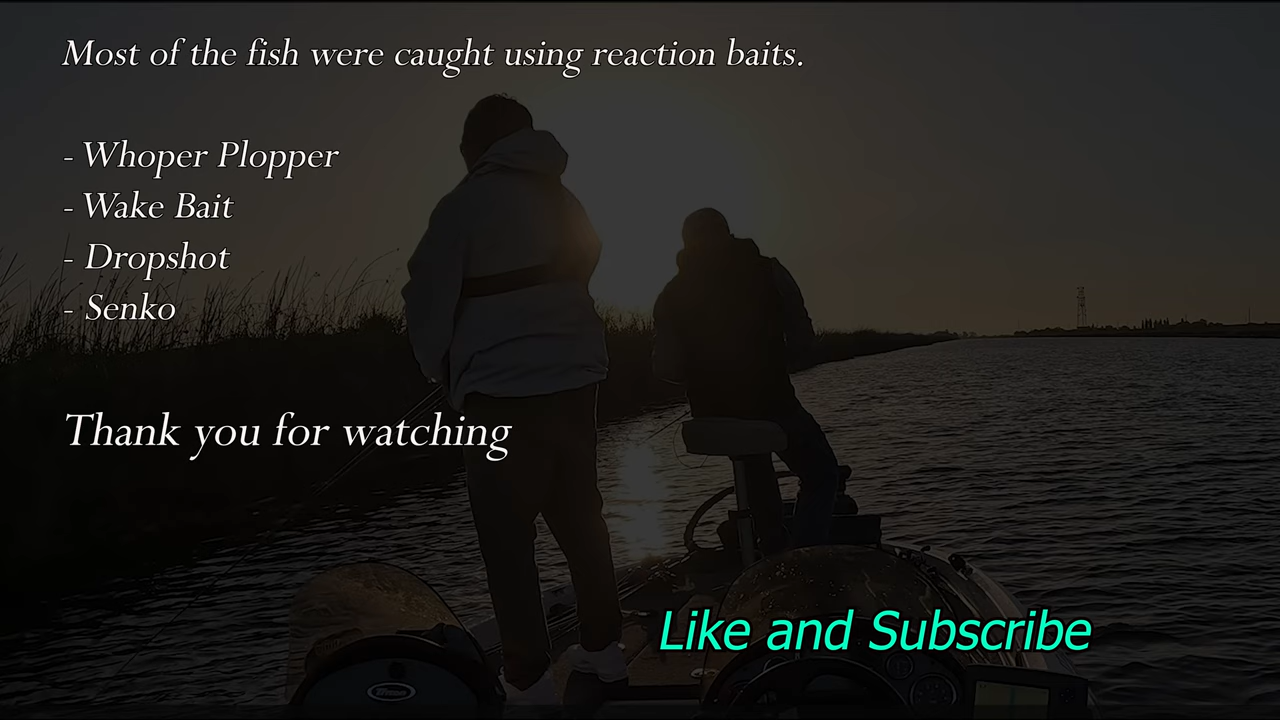 Most of the fish were caught using reaction baits.
- Whoper Plopper
- Wake Bait
- Dropshot
- Senko
Thank you for watching
Like and Subscribe
Triton